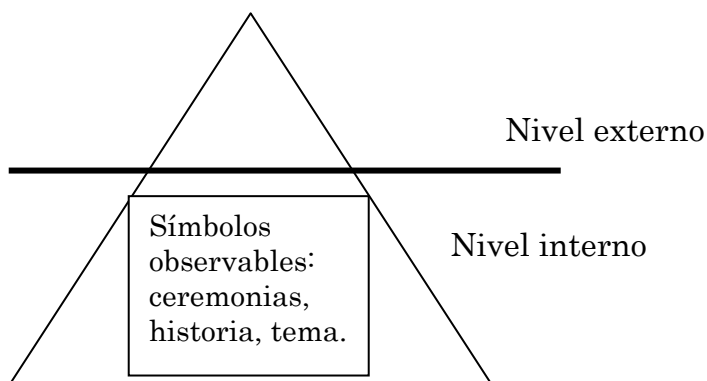 Nivel externo
Símbolos
observables:
ceremonias,
historia, tema.
Nivel interno